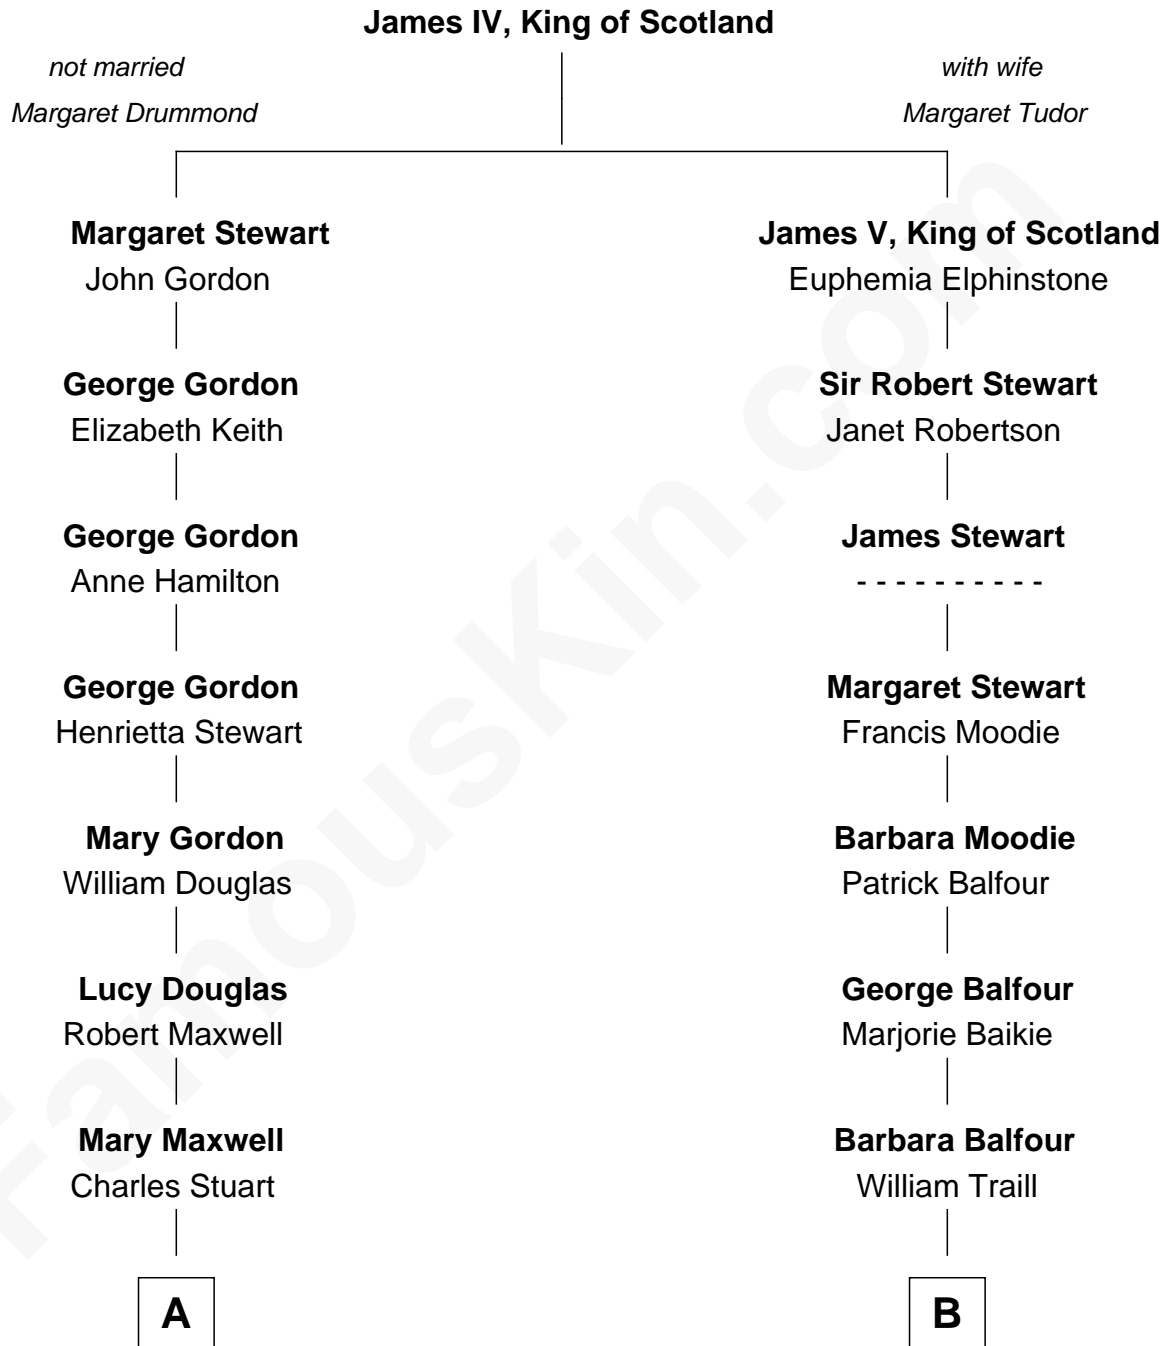 James IV, King of Scotland
not married
Margaret Drummond
with wife
Margaret Tudor
Margaret Stewart
John Gordon
James V, King of Scotland
Euphemia Elphinstone
George Gordon
Elizabeth Keith
Sir Robert Stewart
Janet Robertson
George Gordon
Anne Hamilton
James Stewart
- - - - - - - - - -
George Gordon
Henrietta Stewart
Margaret Stewart
Francis Moodie
Mary Gordon
William Douglas
Barbara Moodie
Patrick Balfour
Lucy Douglas
Robert Maxwell
George Balfour
Marjorie Baikie
Mary Maxwell
Charles Stuart
Barbara Balfour
William Traill
A
B
FamousKin.com